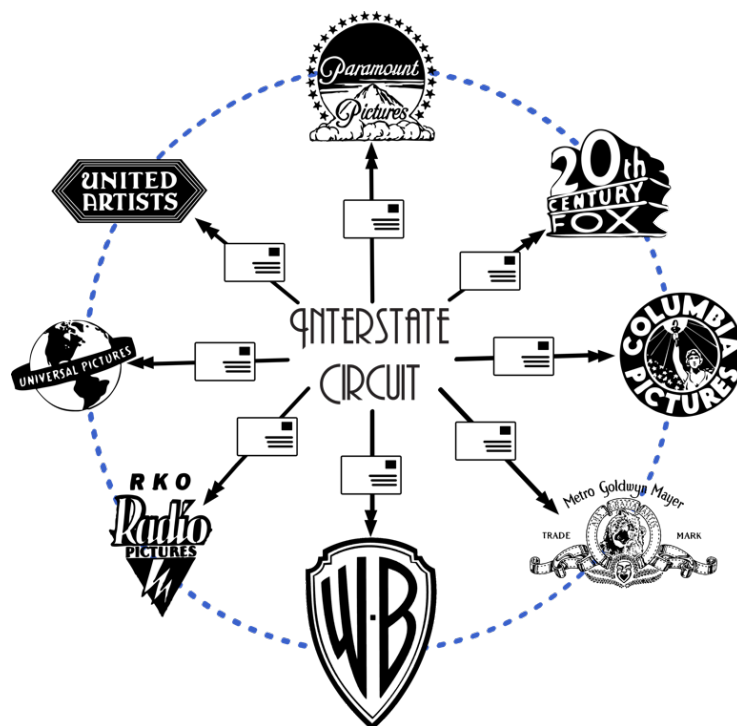 Paramount
Pictures
20th
CENTURY
FOX
UNITED
ARTISTS
INTERSTATE
CIRCUIT
COLUMBIA
PICTURES
UNIVERSAL PICTURES
RKO
Radio
PICTURES
Metro Goldwyn Mayer
TRADE MARK
W·B